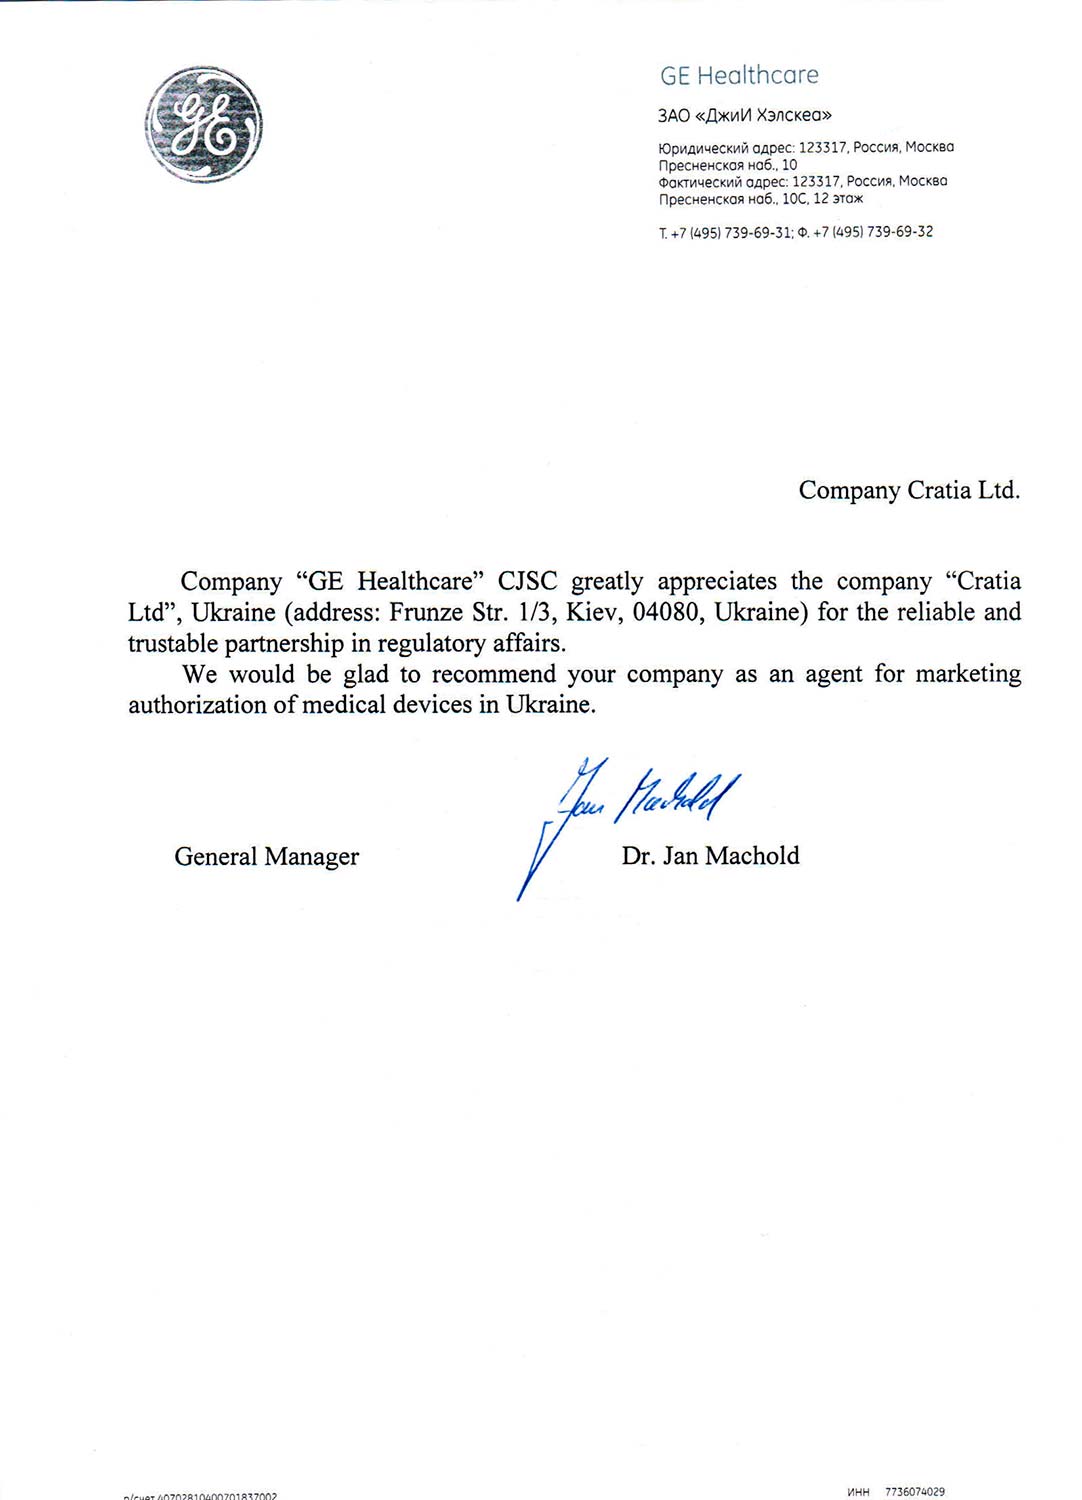 GE
GE Healthcare
ЗАО «ДжиИ Хэлскеа»
Юридический адрес: 123317, Россия, Москва
Пресненская наб., 10
Фактический адрес: 123317, Россия, Москва
Пресненская наб., 10С, 12 этаж
Т. +7 (495) 739-69-31; Ф. +7 (495) 739-69-32
Company Cratia Ltd.
Company “GE Healthcare” CJSC greatly appreciates the company “Cratia
Ltd”, Ukraine (address: Frunze Str. 1/3, Kiev, 04080, Ukraine) for the reliable and
trustable partnership in regulatory affairs.
We would be glad to recommend your company as an agent for marketing
authorization of medical devices in Ukraine.
Jan Machold
General Manager Dr. Jan Machold
р/счет 40702810400701837002
ИНН 7736074029